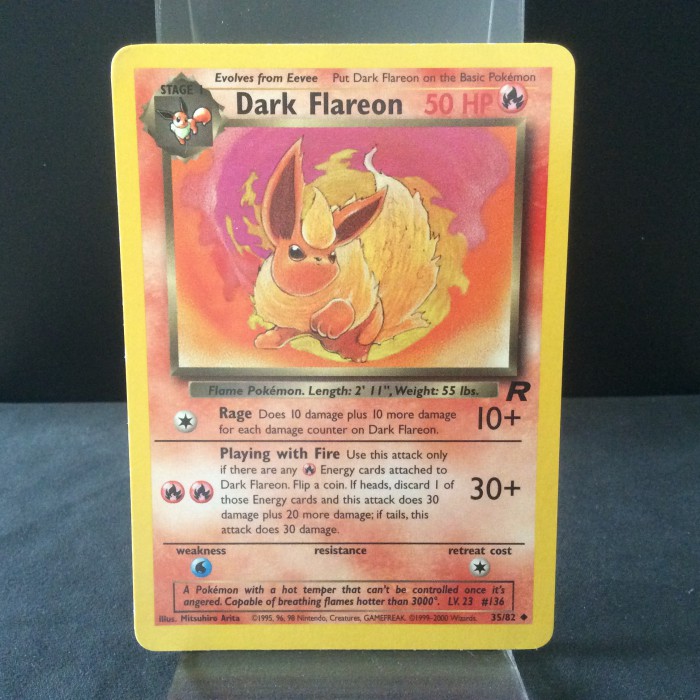 Evolves from Eevee Put Dark Flareon on the Basic Pokémon
STAGE 1
Dark Flareon 50 HP
Flame Pokémon. Length: 2' 11", Weight: 55 lbs.
R
Rage Does 10 damage plus 10 more damage
for each damage counter on Dark Flareon.
10+
Playing with Fire Use this attack only
if there are any Energy cards attached to
Dark Flareon. Flip a coin. If heads, discard 1 of
those Energy cards and this attack does 30
damage plus 20 more damage; if tails, this
attack does 30 damage.
30+
weakness resistance retreat cost
A Pokémon with a hot temper that can't be controlled once it's
angered. Capable of breathing flames hotter than 3000°. LV. 23 #136
Illus. Mitsuhiro Arita ©1995, 96, 98 Nintendo, Creatures, GAMEFREAK. ©1999-2000 Wizards. 35/82